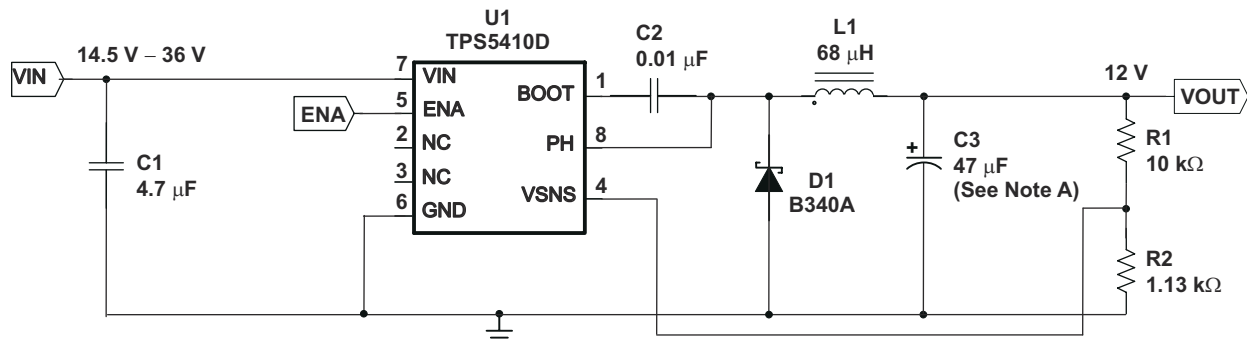 U1
TPS5410D
14.5 V – 36 V
VIN
7
VIN
ENA
5
ENA
2
NC
3
NC
6
GND
BOOT
1
PH
8
VSNS
4
C1
4.7 μF
C2
0.01 μF
L1
68 μH
D1
B340A
+
C3
47 μF
(See Note A)
12 V
VOUT
R1
10 kΩ
R2
1.13 kΩ